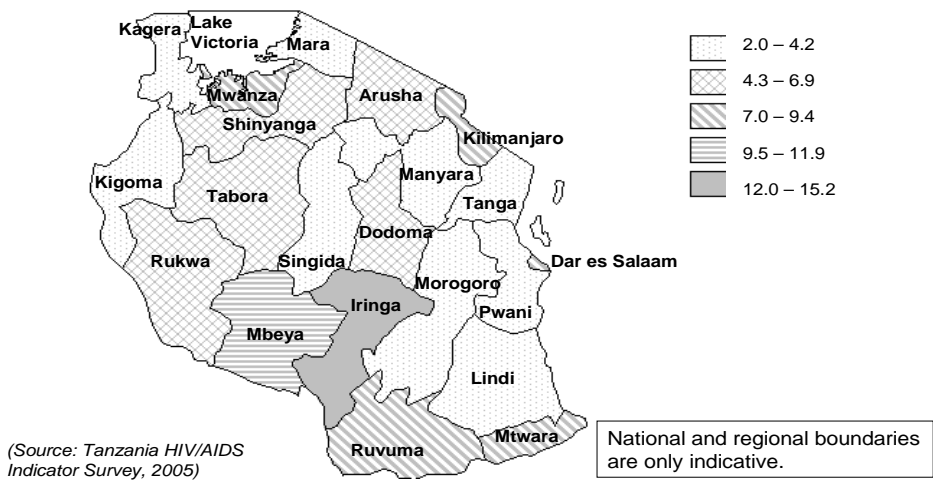 Kagera
Lake
Victoria
Mara
Mwanza
Arusha
Shinyanga
Kilimanjaro
Kigoma
Tabora
Manyara
Tanga
Dodoma
Rukwa
Singida
Morogoro
Dar es Salaam
Iringa
Pwani
Mbeya
Lindi
Ruvuma
Mtwara
2.0 – 4.2
4.3 – 6.9
7.0 – 9.4
9.5 – 11.9
12.0 – 15.2
(Source: Tanzania HIV/AIDS
Indicator Survey, 2005)
National and regional boundaries
are only indicative.